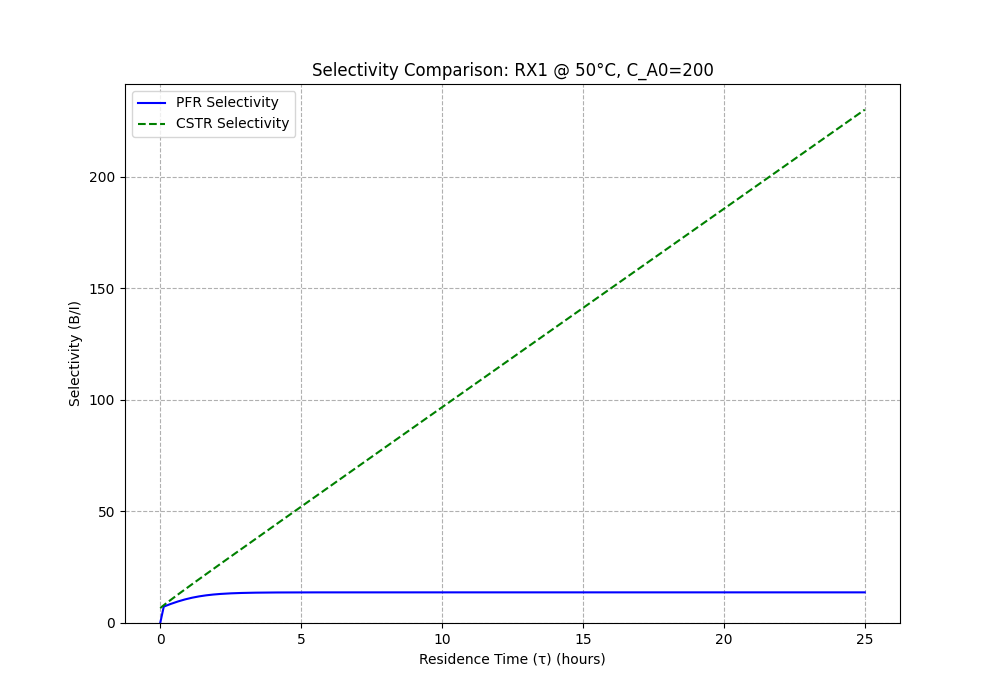 Selectivity Comparison: RX1 @ 50°C, C_A0=200
PFR Selectivity
CSTR Selectivity
Selectivity (B/I)
200
150
100
50
0
0 5 10 15 20 25
Residence Time (τ) (hours)